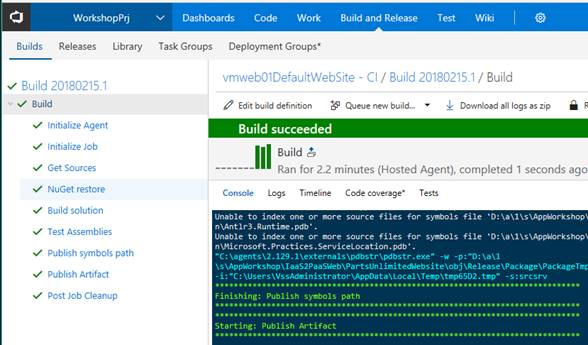 WorkshopPrj
Dashboards Code Work Build and Release Test Wiki
Builds Releases Library Task Groups Deployment Groups*
Build 20180215.1
Build
Initialize Agent
Initialize Job
Get Sources
NuGet restore
Build solution
Test Assemblies
Publish symbols path
Publish Artifact
Post Job Cleanup
vmweb01DefaultWebSite - CI / Build 20180215.1 / Build
Edit build definition Queue new build... Download all logs as zip
Build succeeded
Build
Ran for 2.2 minutes (Hosted Agent), completed 1 seconds ago
Console Logs Timeline Code coverage* Tests
Unable to index one or more source files for symbols file 'D:\a\1\s\AppWorkshop\
n\Antlr3.Runtime.pdb'.
Unable to index one or more source files for symbols file 'D:\a\1\s\AppWorkshop\
n\Microsoft.Practices.ServiceLocation.pdb'.
"C:\agents\2.129.1\externals\pdbstr\pdbstr.exe" -w -p:"D:\a\1
\s\AppWorkshop\IaaS2PaaSWeb\PartsUnlimitedWebsite\obj\Release\Package\PackageTmp
-i:"C:\Users\VssAdministrator\AppData\Local\Temp\tmp65D2.tmp" -s:srcsrv
Finishing: Publish symbols path
Starting: Publish Artifact